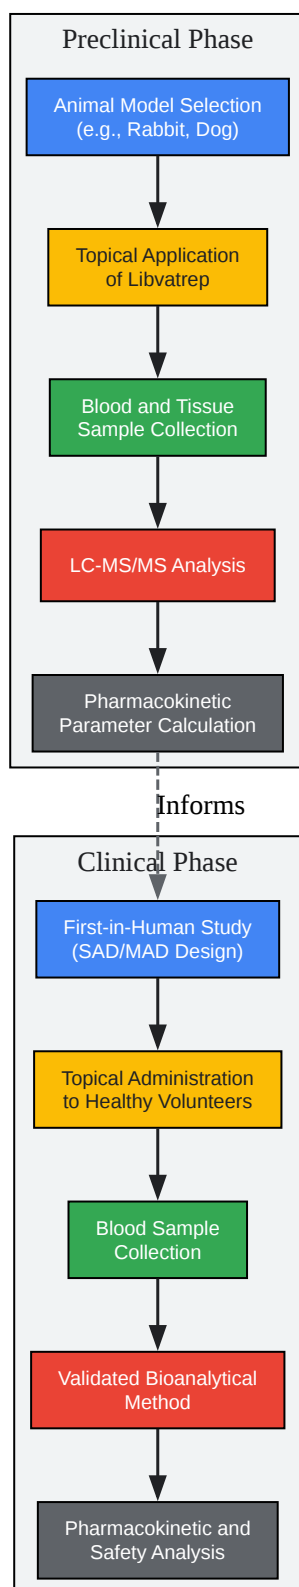 Preclinical Phase
Animal Model Selection
(e.g., Rabbit, Dog)
Topical Application
of Libvatrep
Blood and Tissue
Sample Collection
LC-MS/MS Analysis
Pharmacokinetic
Parameter Calculation
Informs
Clinical Phase
First-in-Human Study
(SAD/MAD Design)
Topical Administration
to Healthy Volunteers
Blood Sample
Collection
Validated Bioanalytical
Method
Pharmacokinetic and
Safety Analysis